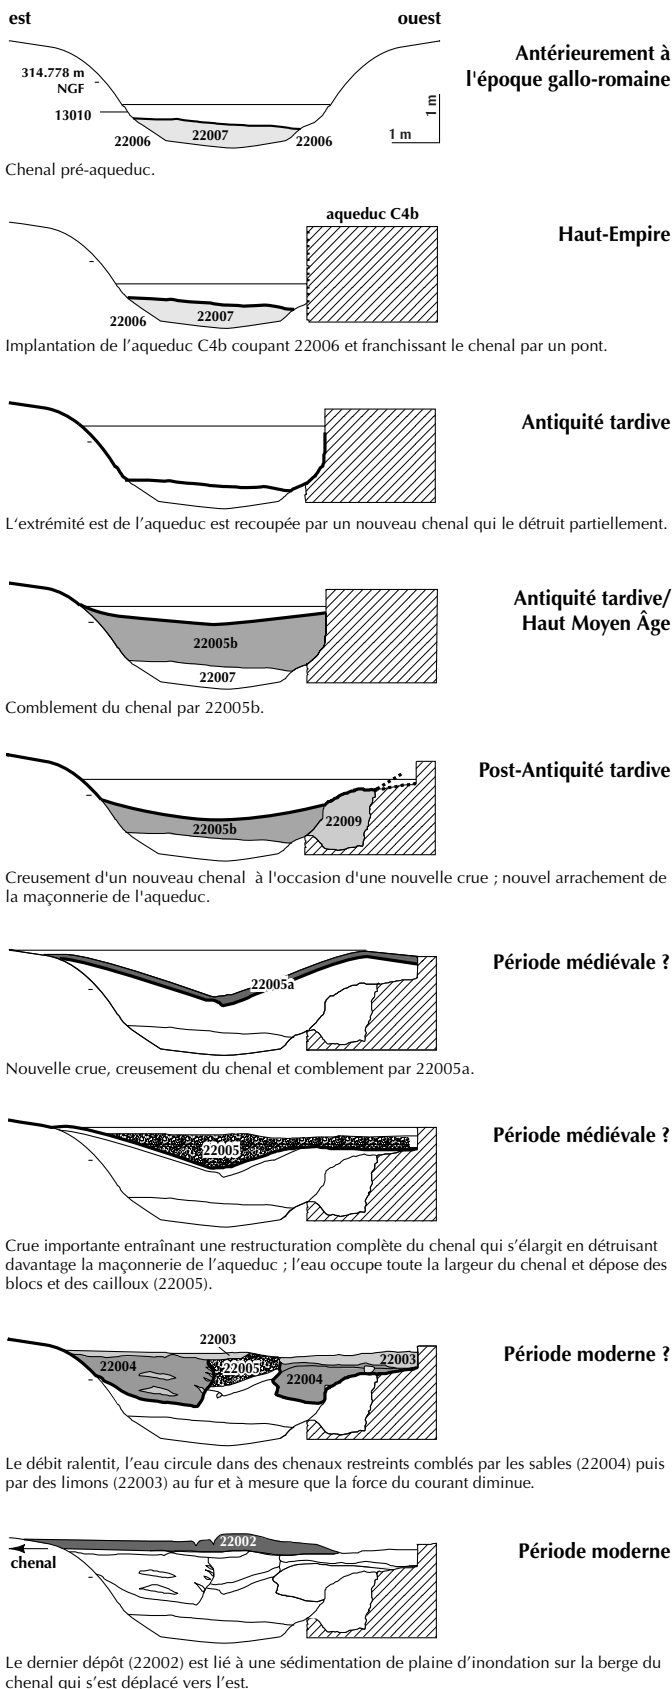 est
ouest
Antérieurement à
l'époque gallo-romaine
314.778 m
NGF
13010
1 m
1 m
22006
22007
22006
Chenal pré-aqueduc.
aqueduc C4b
Haut-Empire
22006
22007
Implantation de l'aqueduc C4b coupant 22006 et franchissant le chenal par un pont.
Antiquité tardive
L'extrémité est de l'aqueduc est recoupée par un nouveau chenal qui le détruit partiellement.
Antiquité tardive/
Haut Moyen Âge
22005b
22007
Comblement du chenal par 22005b.
Post-Antiquité tardive
22005b
22009
Creusement d'un nouveau chenal à l'occasion d'une nouvelle crue ; nouvel arrachement de
la maçonnerie de l'aqueduc.
Période médiévale ?
22005a
Nouvelle crue, creusement du chenal et comblement par 22005a.
Période médiévale ?
22005
Crue importante entraînant une restructuration complète du chenal qui s'élargit en détruisant
davantage la maçonnerie de l'aqueduc ; l'eau occupe toute la largeur du chenal et dépose des
blocs et des cailloux (22005).
22003
Période moderne ?
22004
22005
22003
22004
Le débit ralentit, l'eau circule dans des chenaux restreints comblés par les sables (22004) puis
par des limons (22003) au fur et à mesure que la force du courant diminue.
22002
Période moderne
chenal
Le dernier dépôt (22002) est lié à une sédimentation de plaine d'inondation sur la berge du
chenal qui s'est déplacé vers l'est.